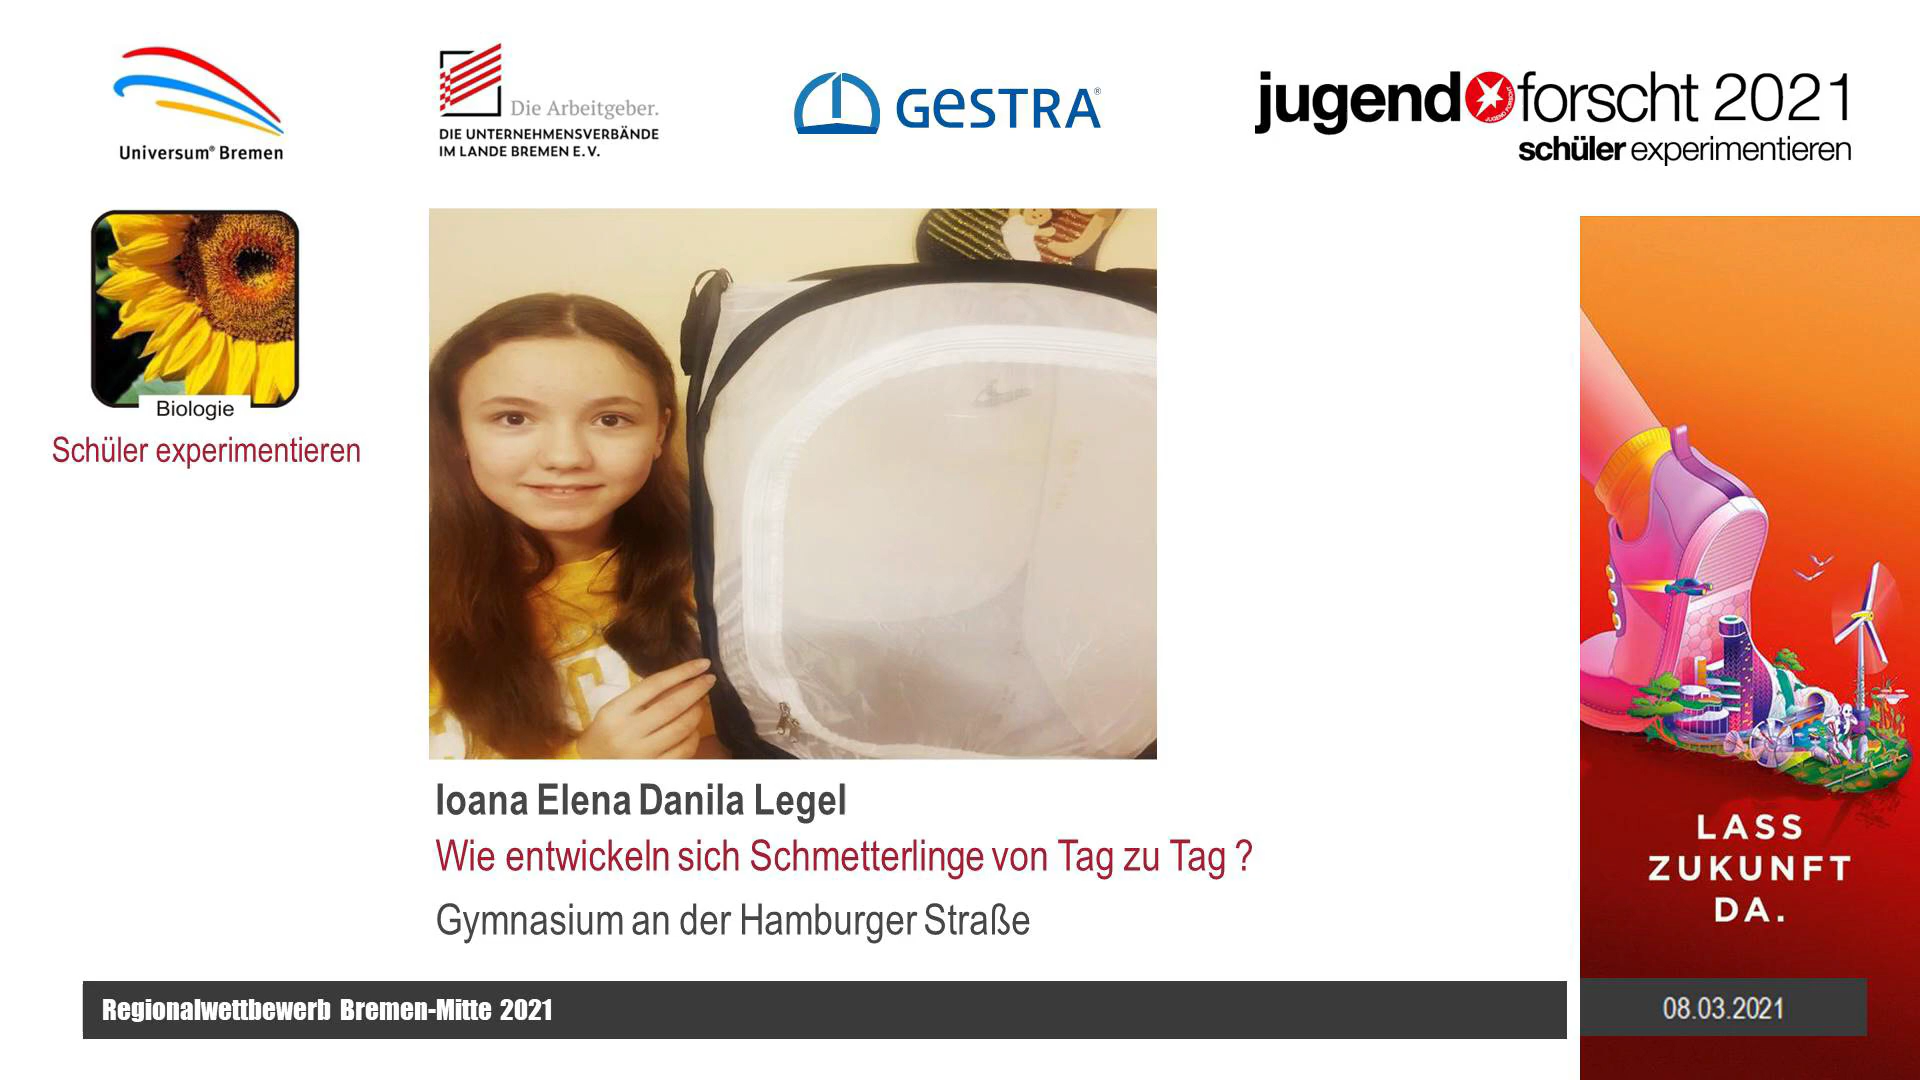 Universum® Bremen
Die Arbeitgeber.
DIE UNTERNEHMENSVERBÄNDE
IM LANDE BREMEN E.V.
GESTRA®
jugend forscht 2021
JUGEND FORSCHT
schüler experimentieren
Biologie
Schüler experimentieren
Ioana Elena Danila Legel
Wie entwickeln sich Schmetterlinge von Tag zu Tag ?
Gymnasium an der Hamburger Straße
LASS
ZUKUNFT
DA.
Regionalwettbewerb Bremen-Mitte 2021
08.03.2021